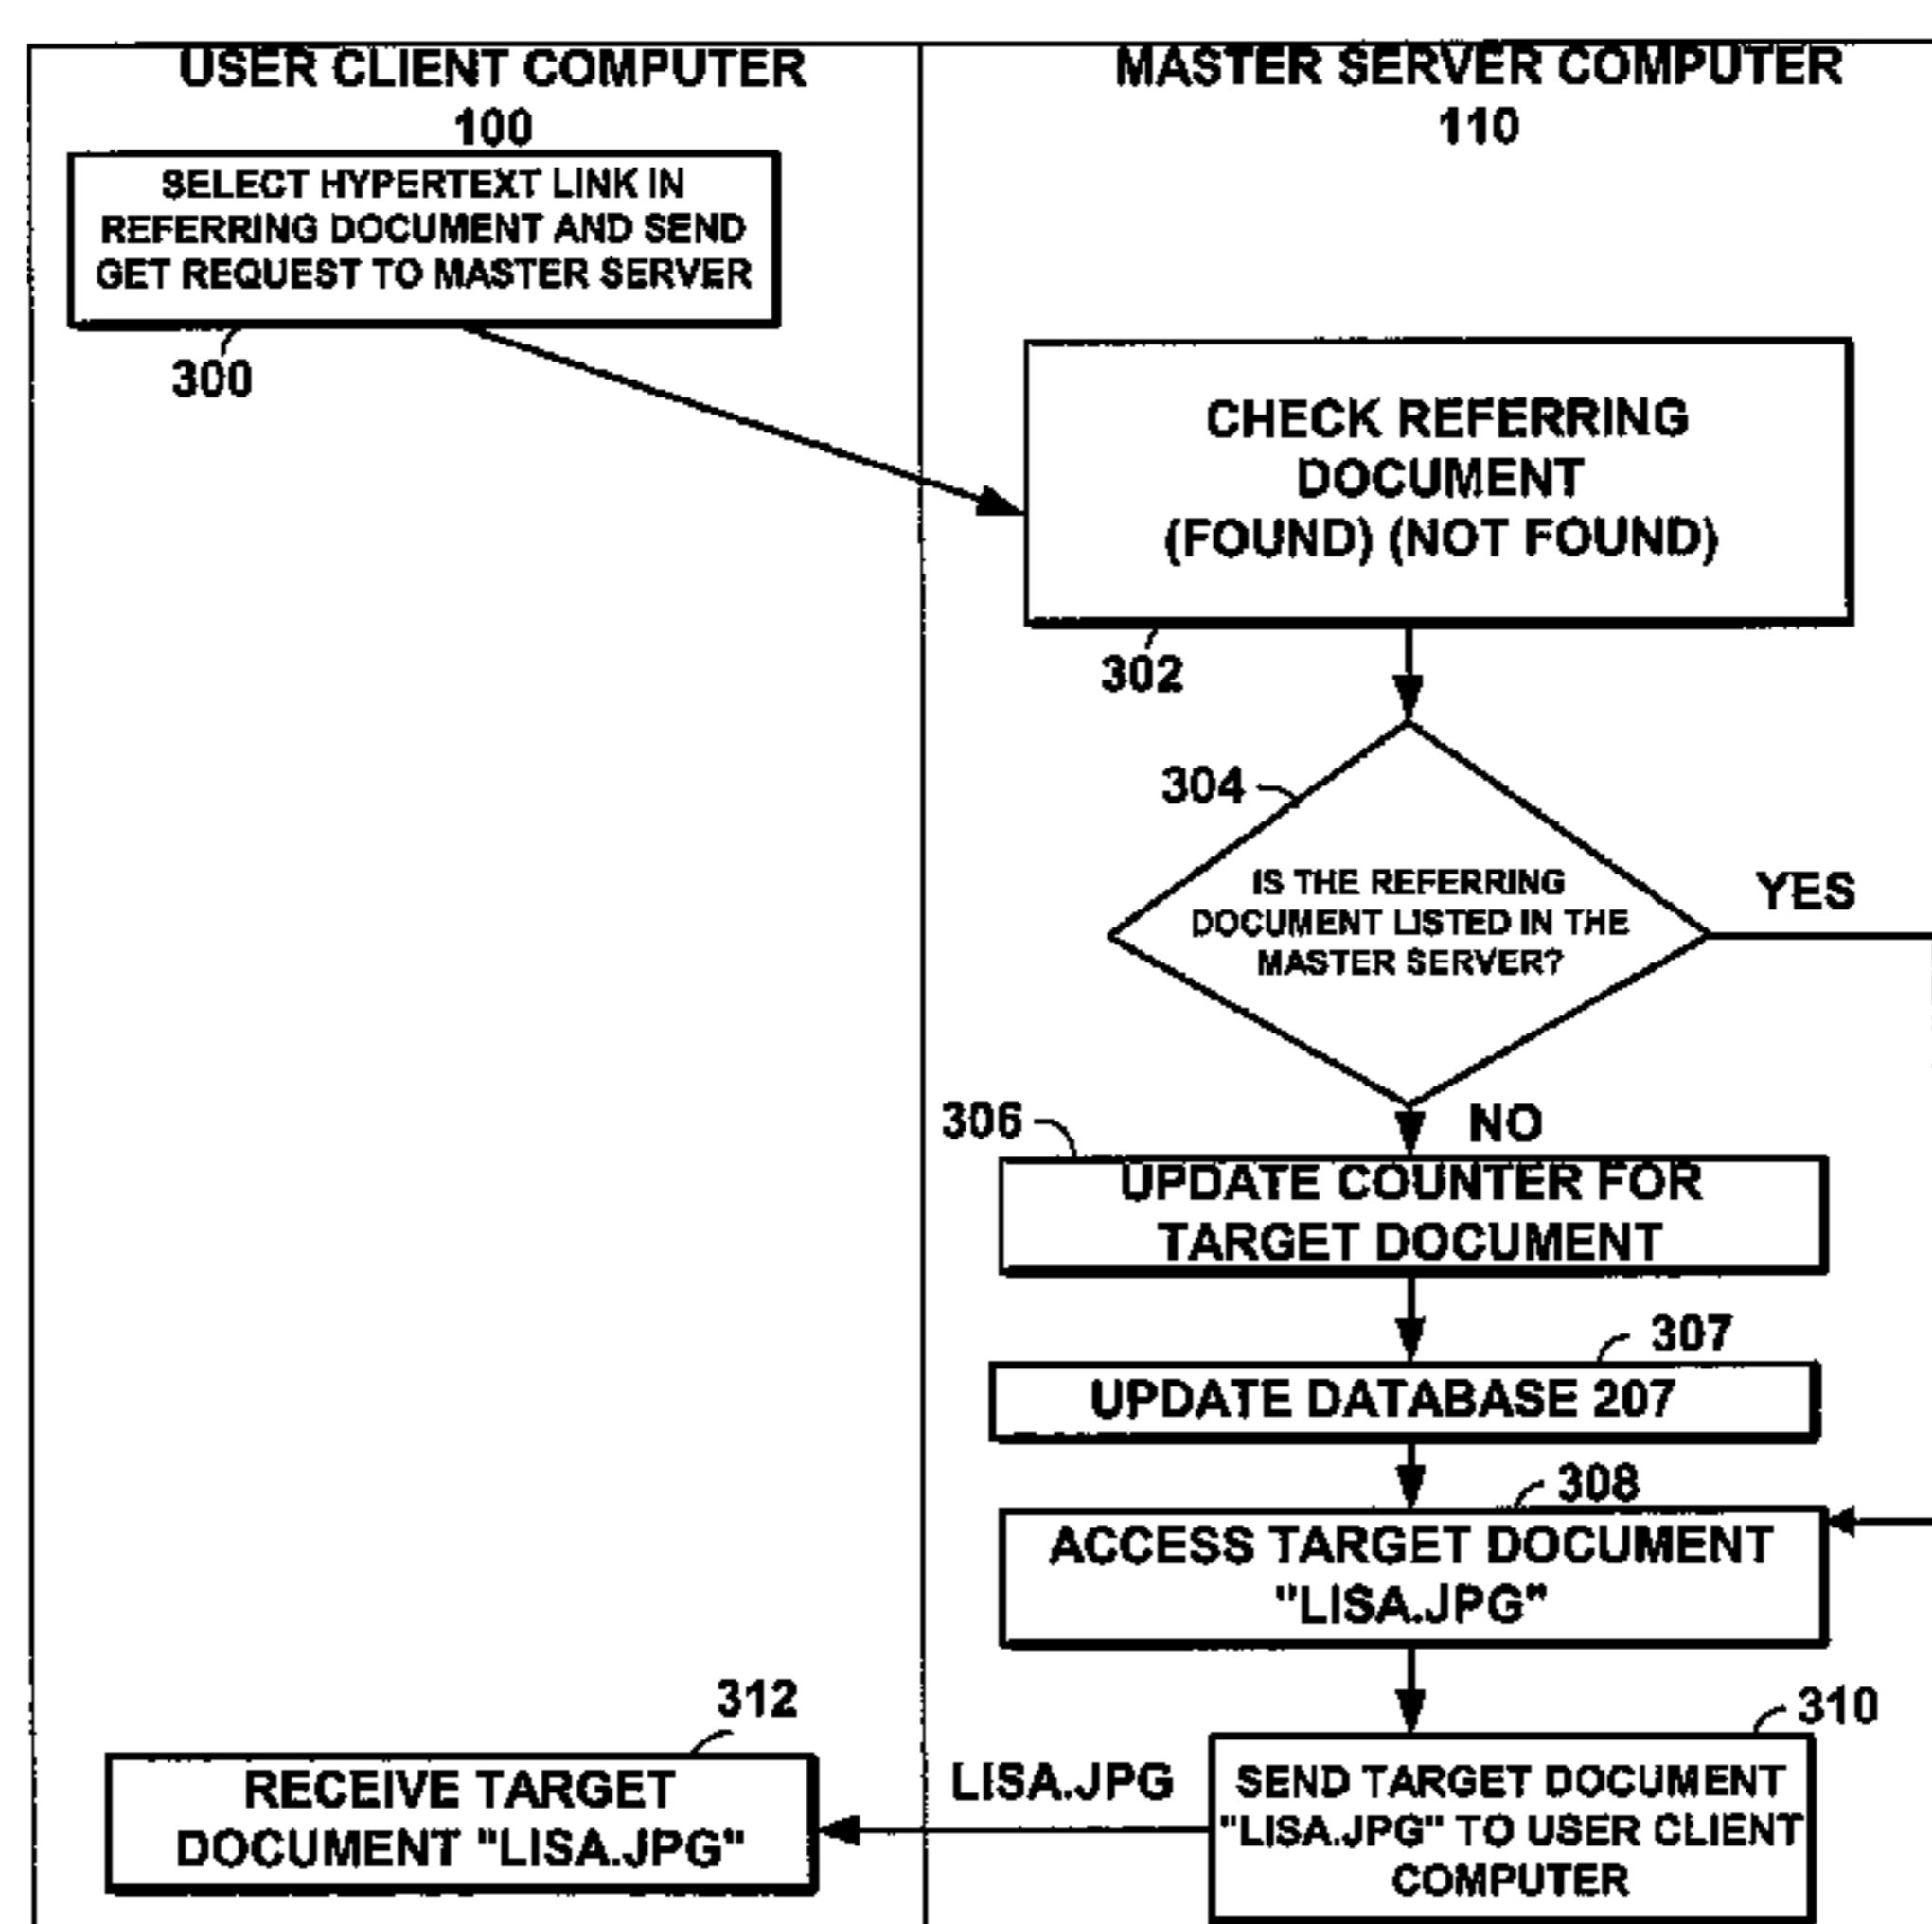 USER CLIENT COMPUTER
100
SELECT HYPERTEXT LINK IN
REFERRING DOCUMENT AND SEND
GET REQUEST TO MASTER SERVER
300
MASTER SERVER COMPUTER
110
CHECK REFERRING
DOCUMENT
(FOUND) (NOT FOUND)
302
304
IS THE REFERRING
DOCUMENT LISTED IN THE
MASTER SERVER?
YES
NO
306
UPDATE COUNTER FOR
TARGET DOCUMENT
307
UPDATE DATABASE 207
308
ACCESS TARGET DOCUMENT
"LISA.JPG"
310
SEND TARGET DOCUMENT
"LISA.JPG" TO USER CLIENT
COMPUTER
LISA.JPG
312
RECEIVE TARGET
DOCUMENT "LISA.JPG"